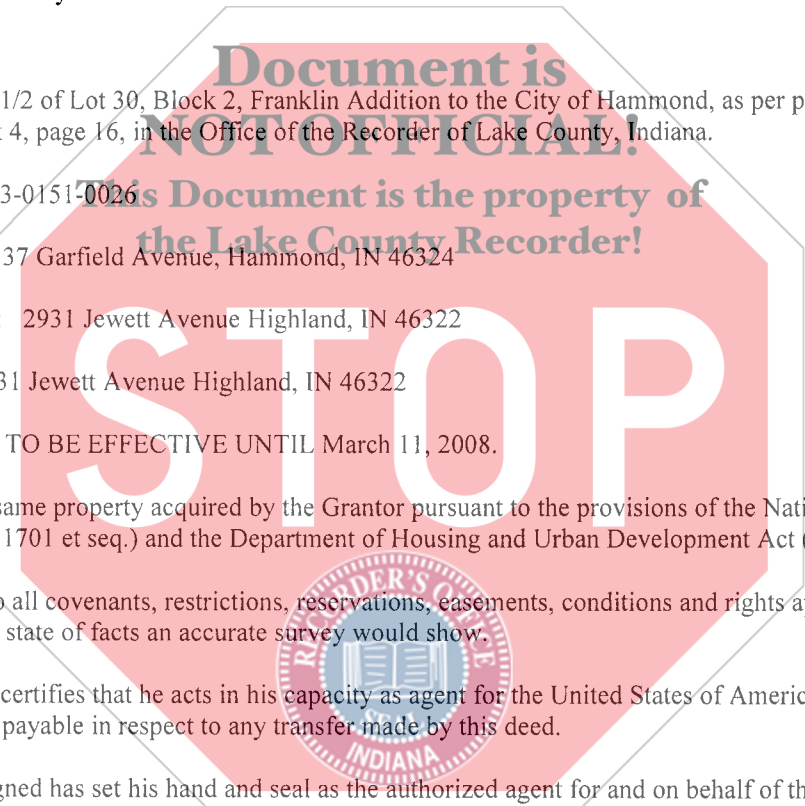 Document is
1/2 of Lot 30, Block 2, Franklin Addition to the City of Hammond, as per p
4, page 16, in the Office of the Recorder of Lake County, Indiana.
NOT OFFICIAL!
3-0151-0026
This Document is the property of
the Lake County Recorder!
37 Garfield Avenue, Hammond, IN 46324
: 2931 Jewett Avenue Highland, IN 46322
31 Jewett Avenue Highland, IN 46322
STOP
TO BE EFFECTIVE UNTIL March 11, 2008.
same property acquired by the Grantor pursuant to the provisions of the Nati
1701 et seq.) and the Department of Housing and Urban Development Act (
o all covenants, restrictions, reservations, easements, conditions and rights ap
state of facts an accurate survey would show.
RECORDER'S OFFICE
SEAL
INDIANA
certifies that he acts in his capacity as agent for the United States of Americ
payable in respect to any transfer made by this deed.
gned has set his hand and seal as the authorized agent for and on behalf of th